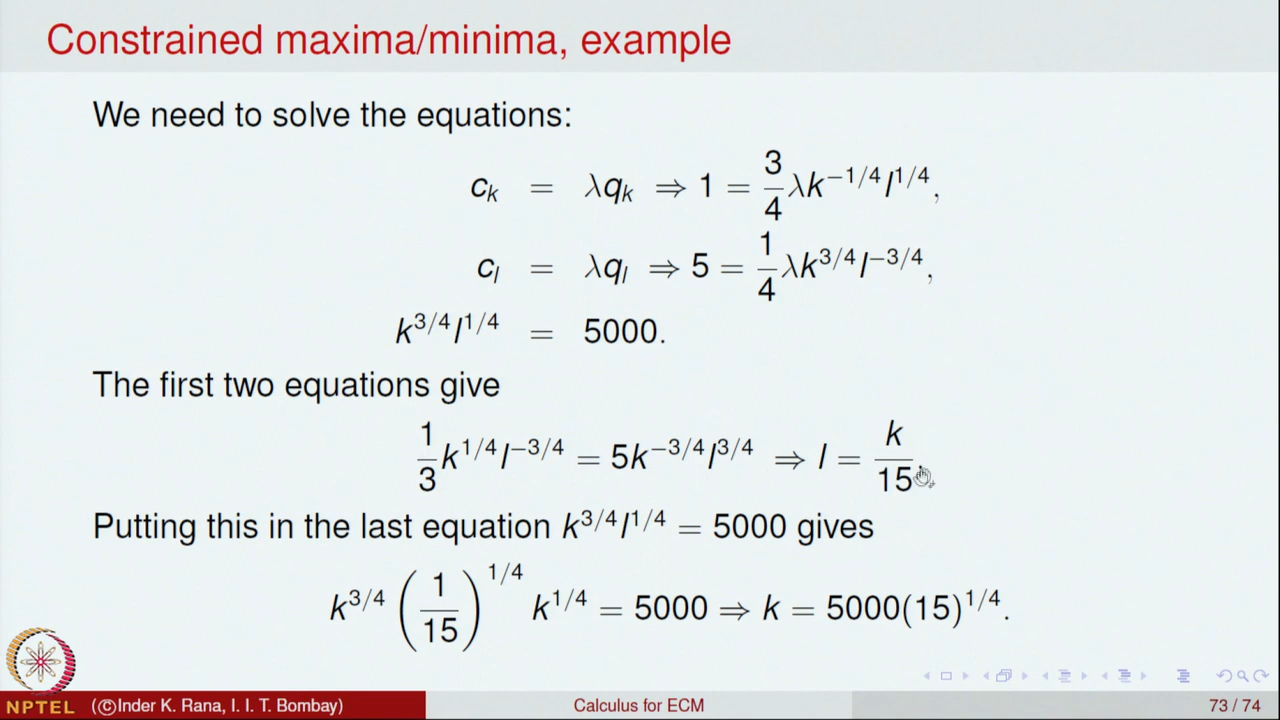 Constrained maxima/minima, example
We need to solve the equations:
c_k = λq_k ⇒ 1 = 3/4 λk^{-1/4} l^{1/4},
c_l = λq_l ⇒ 5 = 1/4 λk^{3/4} l^{-3/4},
k^{3/4} l^{1/4} = 5000.
The first two equations give
1/3 k^{1/4} l^{-3/4} = 5k^{-3/4} l^{3/4} ⇒ l = k/15
Putting this in the last equation k^{3/4} l^{1/4} = 5000 gives
k^{3/4} (1/15)^{1/4} k^{1/4} = 5000 ⇒ k = 5000(15)^{1/4}.
NPTEL (©Inder K. Rana, I. I. T. Bombay) Calculus for ECM 73 / 74